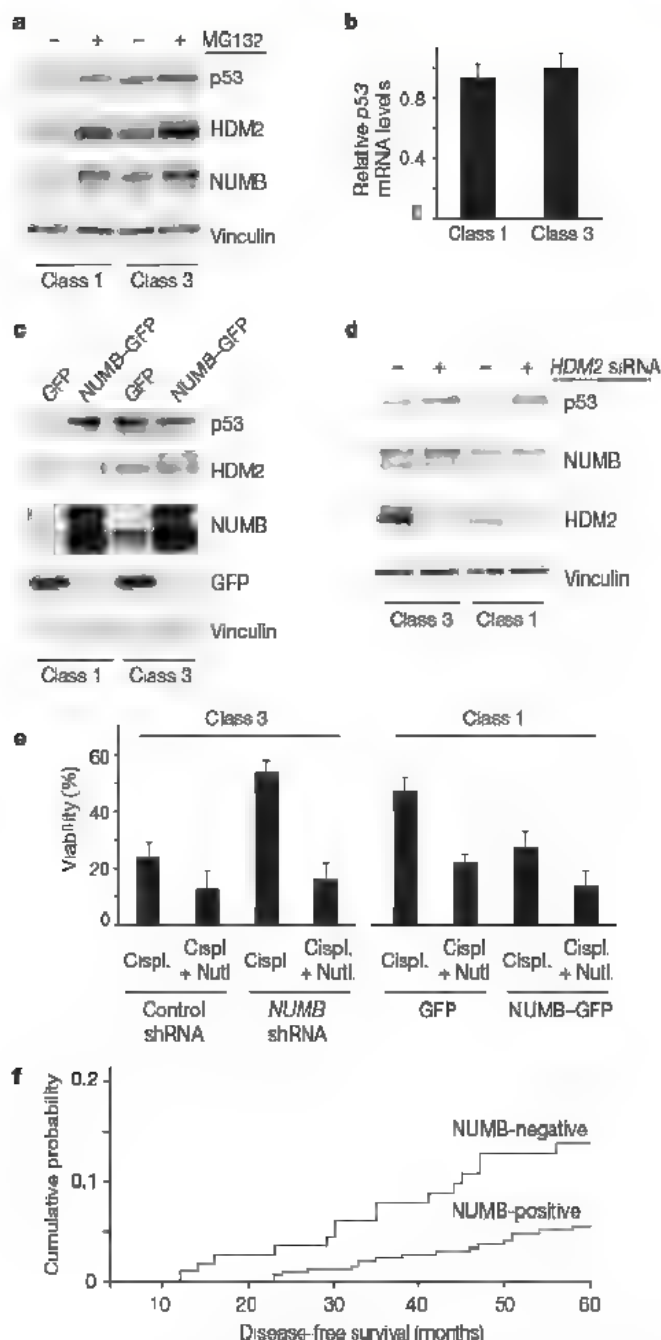 a
– + – + MG132
p53
HDM2
NUMB
Vinculin
Class 1 Class 3
b
Relative p53
mRNA levels
0.8
0.4
Class 1 Class 3
c
GFP NUMB–GFP GFP NUMB–GFP
p53
HDM2
NUMB
GFP
Vinculin
Class 1 Class 3
d
– + – + HDM2 siRNA
p53
NUMB
HDM2
Vinculin
Class 3 Class 1
e
Class 3 Class 1
Viability (%)
60
40
20
0
Cispl. Cispl + Nutl. Cispl Cispl. + Nutl. Cispl. Cispl + Nutl. Cispl. Cispl. + Nutl.
Control shRNA NUMB shRNA GFP NUMB–GFP
f
Cumulative probability
0.2
0.1
0
NUMB-negative
NUMB-positive
10 20 30 40 50 60
Disease-free survival (months)